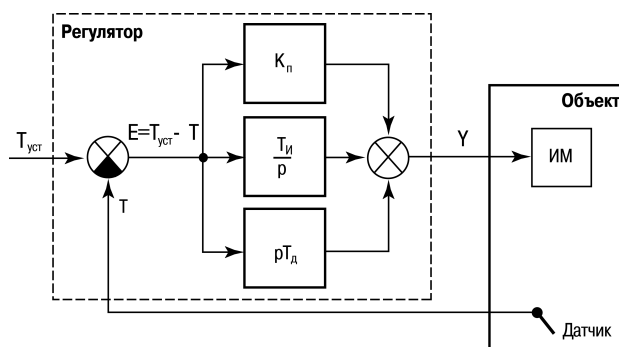 Регулятор
Kп
Объект
Tуст
E=Tуст- T
TИ
p
Y
ИМ
T
pTд
Датчик